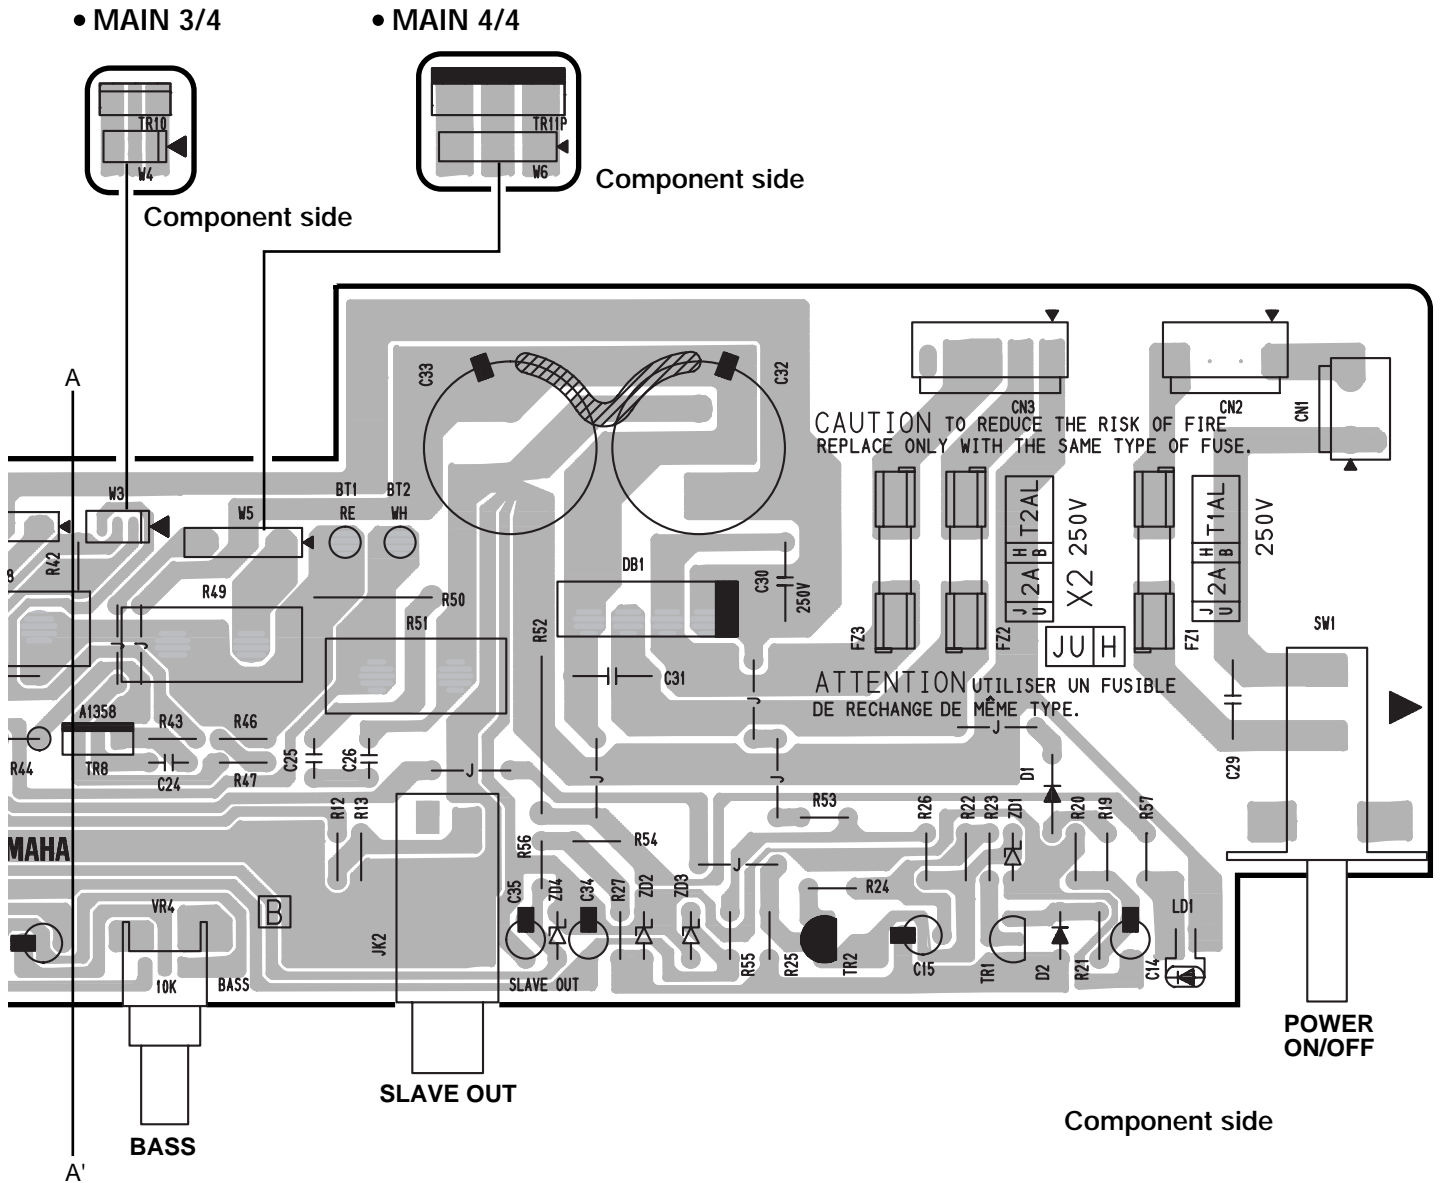 • MAIN 3/4
• MAIN 4/4
TR10
W4
TR11P
W6
Component side
Component side
A
C33
C32
CN3
CN2
CN1
CAUTION TO REDUCE THE RISK OF FIRE
REPLACE ONLY WITH THE SAME TYPE OF FUSE.
W3
W5
BT1
RE
BT2
WH
R42
8
R49
R50
R51
R52
DB1
C30
250V
C31
FZ3
FZ2
J U 2A H B T2AL
X2 250V
JU H
FZ1
J U 2A H B T1AL
250V
SW1
J
J
ATTENTION UTILISER UN FUSIBLE
DE RECHANGE DE MÊME TYPE.
A1358
R43
R46
R44
TR8
C24
R47
C25
C26
J
J
J
J
J
D1
C29
R12
R13
R56
R54
R53
R26
R22
R23
ZD1
R20
R19
R57
MAHA
J
R24
VR4
B
JK2
C35
ZD4
C34
R27
ZD2
ZD3
R55
R25
TR2
C15
TR1
D2
R21
C14
LD1
10K
BASS
SLAVE OUT
POWER
ON/OFF
SLAVE OUT
BASS
Component side
A'